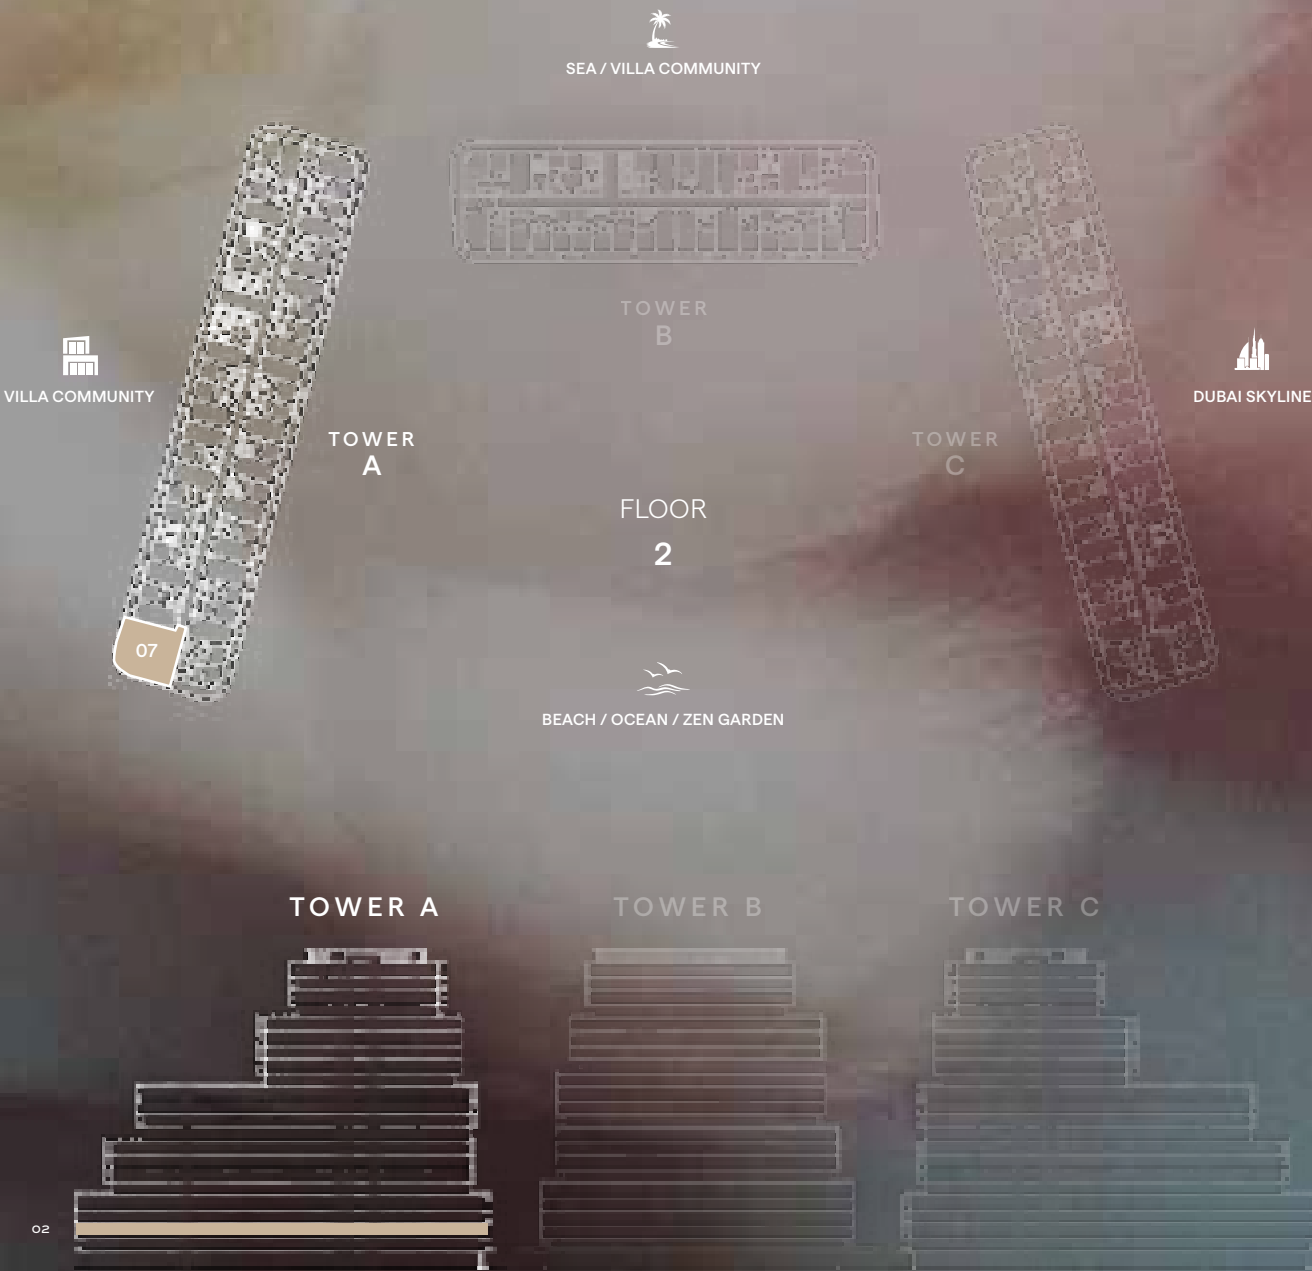 SEA / VILLA COMMUNITY
TOWER
B
VILLA COMMUNITY
DUBAI SKYLINE
TOWER
A
TOWER
C
FLOOR
2
07
BEACH / OCEAN / ZEN GARDEN
TOWER A
TOWER B
TOWER C
02